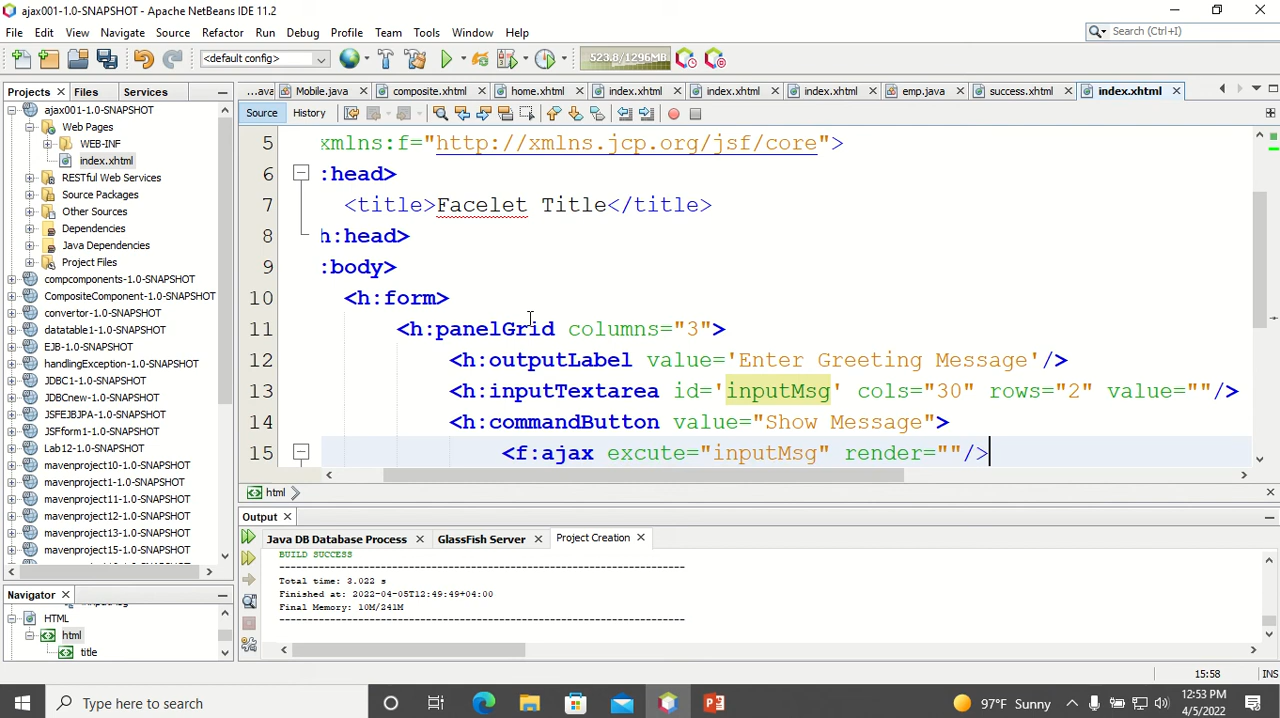 ajax001-1.0-SNAPSHOT - Apache NetBeans IDE 11.2
File Edit View Navigate Source Refactor Run Debug Profile Team Tools Window Help
Search (Ctrl+I)
<default config>
523.8/1296MB
Projects Files Services
...ava Mobile.java composite.xhtml home.xhtml index.xhtml index.xhtml index.xhtml emp.java success.xhtml index.xhtml
Source History
ajax001-1.0-SNAPSHOT
Web Pages
WEB-INF
index.xhtml
RESTful Web Services
Source Packages
Other Sources
Dependencies
Java Dependencies
Project Files
compcomponents-1.0-SNAPSHOT
CompositeComponent-1.0-SNAPSHOT
convertor-1.0-SNAPSHOT
datatable1-1.0-SNAPSHOT
EJB-1.0-SNAPSHOT
handlingException-1.0-SNAPSHOT
JDBC1-1.0-SNAPSHOT
JDBCnew-1.0-SNAPSHOT
JSFEJBJPA-1.0-SNAPSHOT
JSFform1-1.0-SNAPSHOT
Lab12-1.0-SNAPSHOT
mavenproject10-1.0-SNAPSHOT
mavenproject11-1.0-SNAPSHOT
mavenproject12-1.0-SNAPSHOT
mavenproject13-1.0-SNAPSHOT
mavenproject15-1.0-SNAPSHOT
5 xmlns:f="http://xmlns.jcp.org/jsf/core">
6 :head>
7 <title>Facelet Title</title>
8 h:head>
9 :body>
10 <h:form>
11 <h:panelGrid columns="3">
12 <h:outputLabel value='Enter Greeting Message'/>
13 <h:inputTextarea id='inputMsg' cols="30" rows="2" value=""/>
14 <h:commandButton value="Show Message">
15 <f:ajax excute="inputMsg" render=""/>
html
Output
Java DB Database Process GlassFish Server Project Creation
BUILD SUCCESS
------------------------------------------------------------------------
Total time: 3.022 s
Finished at: 2022-04-05T12:49:49+04:00
Final Memory: 10M/241M
------------------------------------------------------------------------
Navigator
HTML
html
title
15:58 INS
Type here to search
97°F Sunny
12:53 PM
4/5/2022